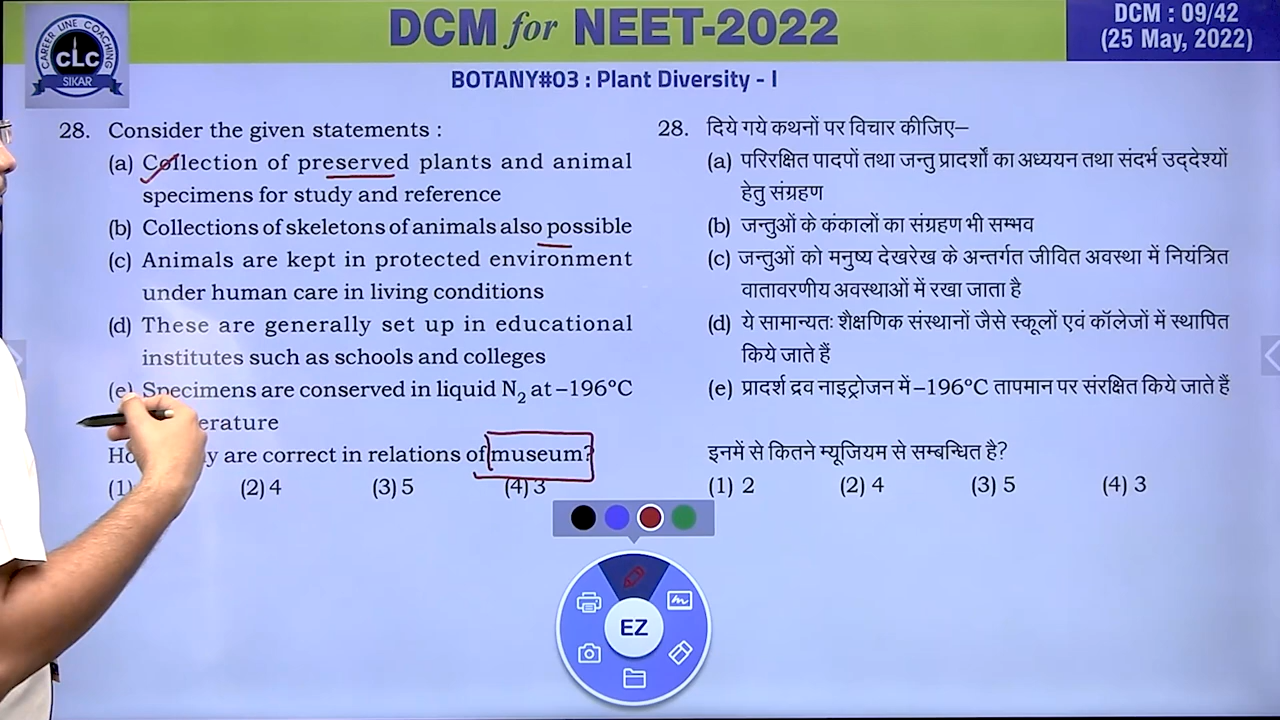 CAREER LINE COACHING
CLC
SIKAR
DCM for NEET-2022
DCM : 09/42
(25 May, 2022)
BOTANY#03 : Plant Diversity - I
28. Consider the given statements :
(a) Collection of preserved plants and animal
specimens for study and reference
(b) Collections of skeletons of animals also possible
(c) Animals are kept in protected environment
under human care in living conditions
(d) These are generally set up in educational
institutes such as schools and colleges
(e) Specimens are conserved in liquid N2 at –196°C
are correct in relations of museum?
(1) (2) 4 (3) 5 (4) 3
28. दिये गये कथनों पर विचार कीजिए–
(a) परिरक्षित पादपों तथा जन्तु प्रादर्शों का अध्ययन तथा संदर्भ उद्देश्यों
हेतु संग्रहण
(b) जन्तुओं के कंकालों का संग्रहण भी सम्भव
(c) जन्तुओं को मनुष्य देखरेख के अन्तर्गत जीवित अवस्था में नियंत्रित
वातावरणीय अवस्थाओं में रखा जाता है
(d) ये सामान्यतः शैक्षणिक संस्थानों जैसे स्कूलों एवं कॉलेजों में स्थापित
किये जाते हैं
(e) प्रादर्श द्रव नाइट्रोजन में –196°C तापमान पर संरक्षित किये जाते हैं
इनमें से कितने म्यूजियम से सम्बन्धित है?
(1) 2 (2) 4 (3) 5 (4) 3
EZ